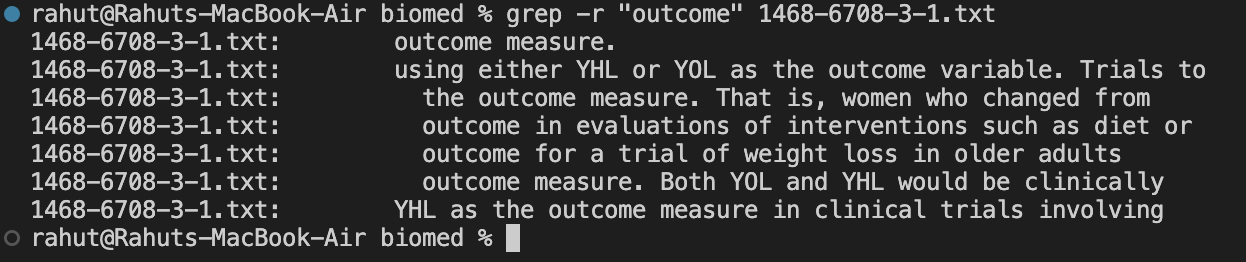 rahut@Rahuts-MacBook-Air biomed % grep -r "outcome" 1468-6708-3-1.txt
1468-6708-3-1.txt:        outcome measure.
1468-6708-3-1.txt:        using either YHL or YOL as the outcome variable. Trials to
1468-6708-3-1.txt:          the outcome measure. That is, women who changed from
1468-6708-3-1.txt:          outcome in evaluations of interventions such as diet or
1468-6708-3-1.txt:          outcome for a trial of weight loss in older adults
1468-6708-3-1.txt:          outcome measure. Both YOL and YHL would be clinically
1468-6708-3-1.txt:        YHL as the outcome measure in clinical trials involving
rahut@Rahuts-MacBook-Air biomed %